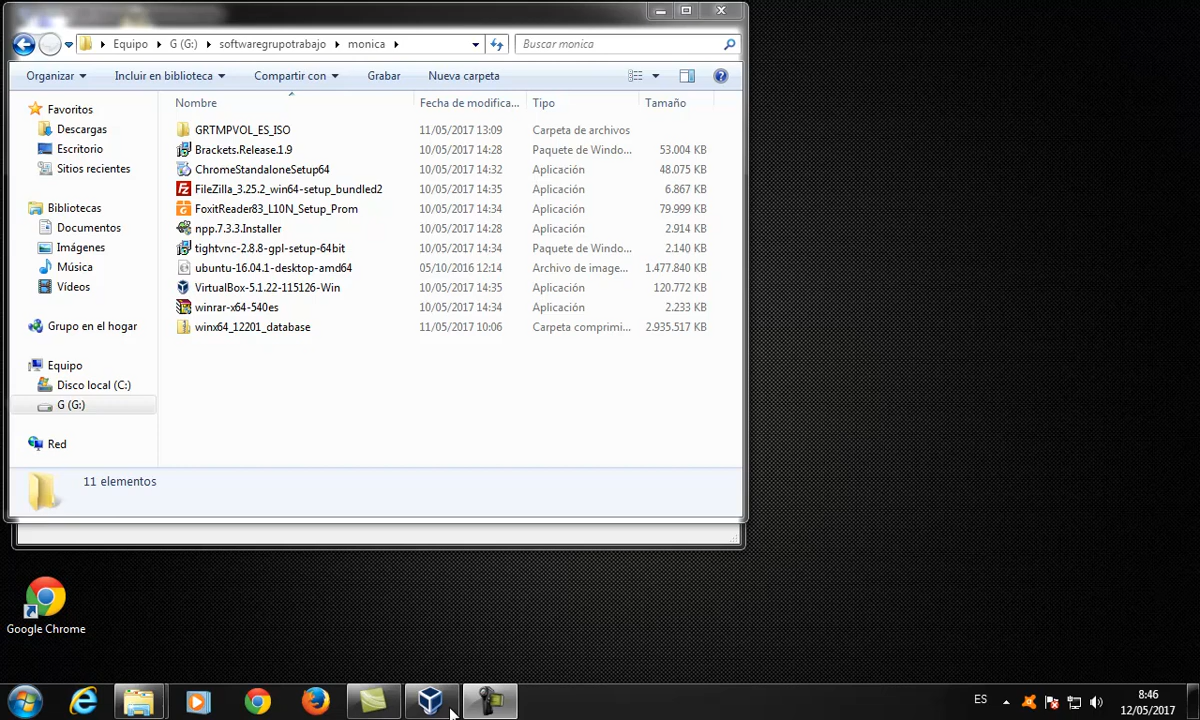 Equipo G (G:) softwaregrupotrabajo monica
Buscar monica
Organizar Incluir en biblioteca Compartir con Grabar Nueva carpeta
Nombre Fecha de modifica... Tipo Tamaño
Favoritos
Descargas
Escritorio
Sitios recientes
Bibliotecas
Documentos
Imágenes
Música
Vídeos
Grupo en el hogar
Equipo
Disco local (C:)
G (G:)
Red
GRTMPVOL_ES_ISO 11/05/2017 13:09 Carpeta de archivos
Brackets.Release.1.9 10/05/2017 14:28 Paquete de Windo... 53.004 KB
ChromeStandaloneSetup64 10/05/2017 14:32 Aplicación 48.075 KB
FileZilla_3.25.2_win64-setup_bundled2 10/05/2017 14:35 Aplicación 6.867 KB
FoxitReader83_L10N_Setup_Prom 10/05/2017 14:34 Aplicación 79.999 KB
npp.7.3.3.Installer 10/05/2017 14:28 Aplicación 2.914 KB
tightvnc-2.8.8-gpl-setup-64bit 10/05/2017 14:34 Paquete de Windo... 2.140 KB
ubuntu-16.04.1-desktop-amd64 05/10/2016 12:14 Archivo de image... 1.477.840 KB
VirtualBox-5.1.22-115126-Win 10/05/2017 14:35 Aplicación 120.772 KB
winrar-x64-540es 10/05/2017 14:34 Aplicación 2.233 KB
winx64_12201_database 11/05/2017 10:06 Carpeta comprimi... 2.935.517 KB
11 elementos
Google Chrome
ES
8:46
12/05/2017